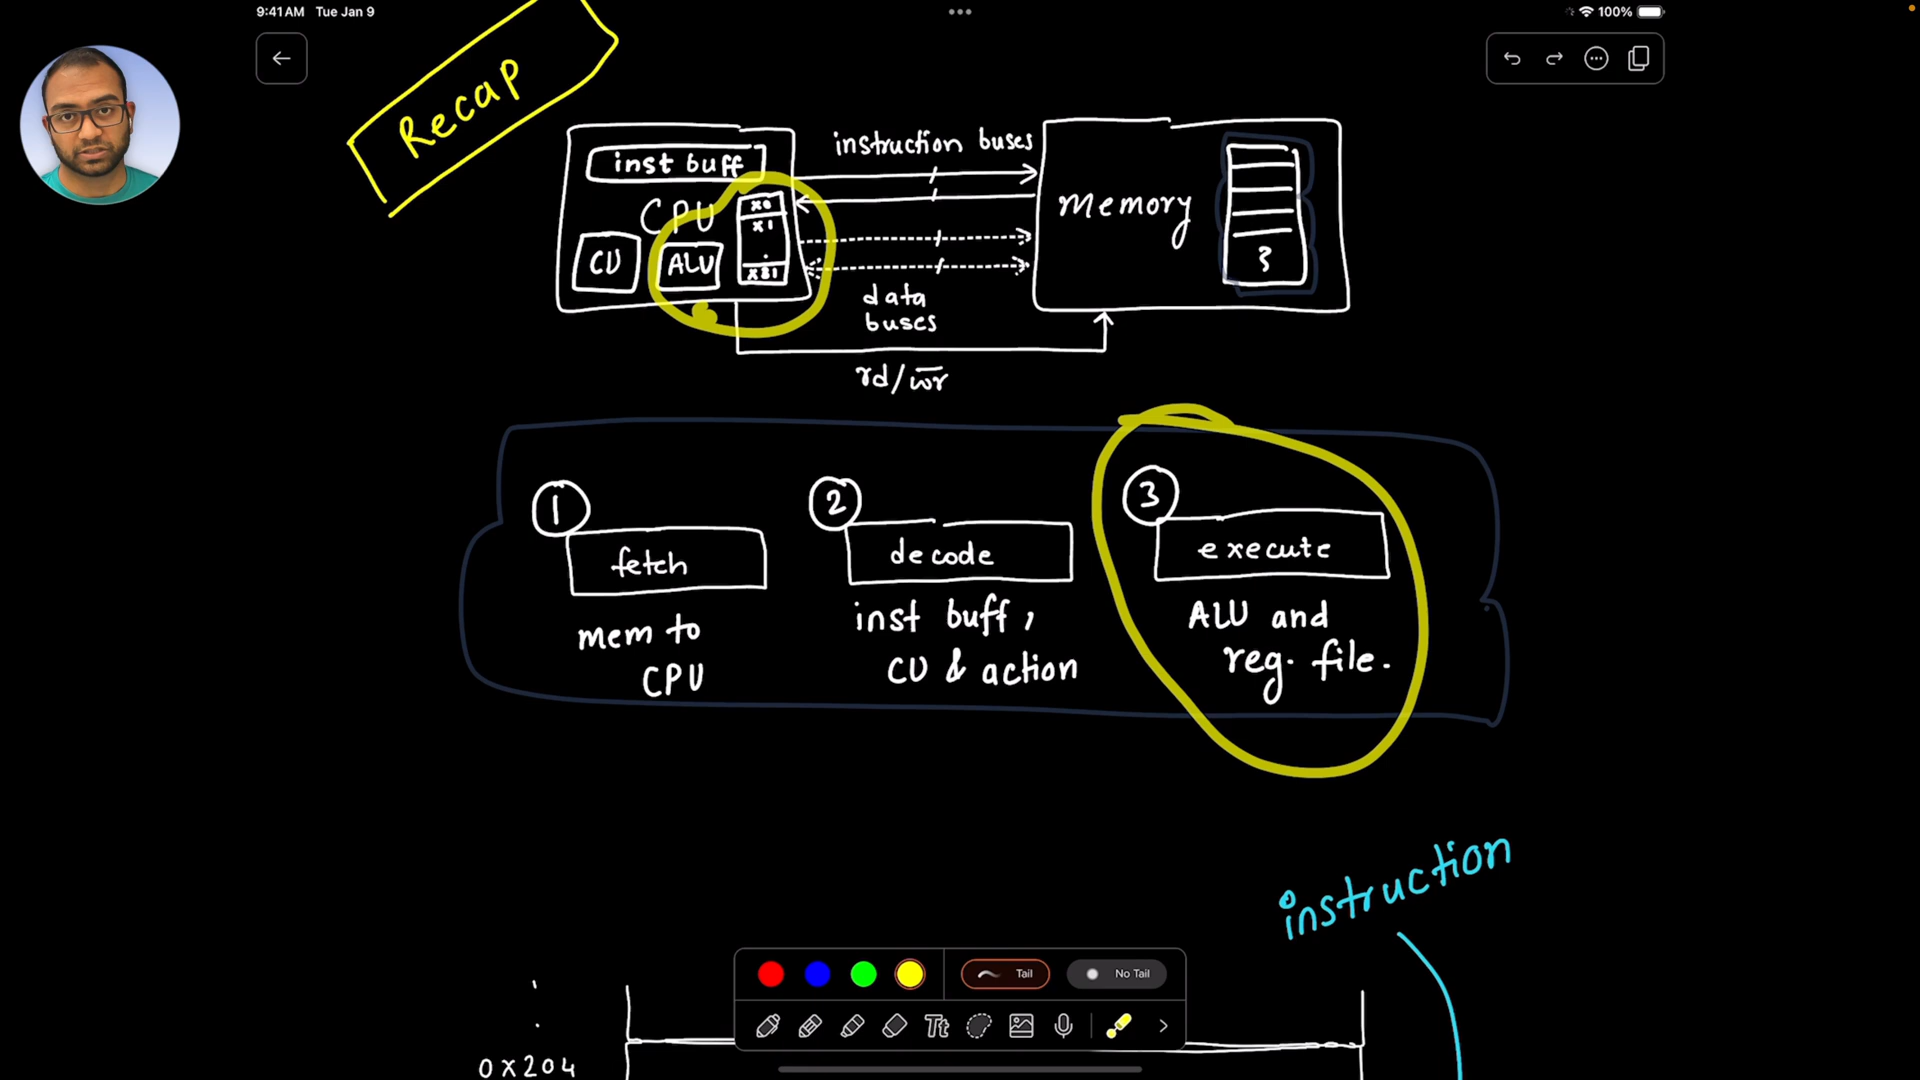 9:41 AM Tue Jan 9
100%
Recap
inst buff
CPU
CU
ALU
x0
x1
x31
instruction buses
data
buses
rd/w̅r̅
Memory
1
fetch
mem to
CPU
2
decode
inst buff,
CU & action
3
execute
ALU and
reg. file.
instruction
0x204
Tail
No Tail
Tt